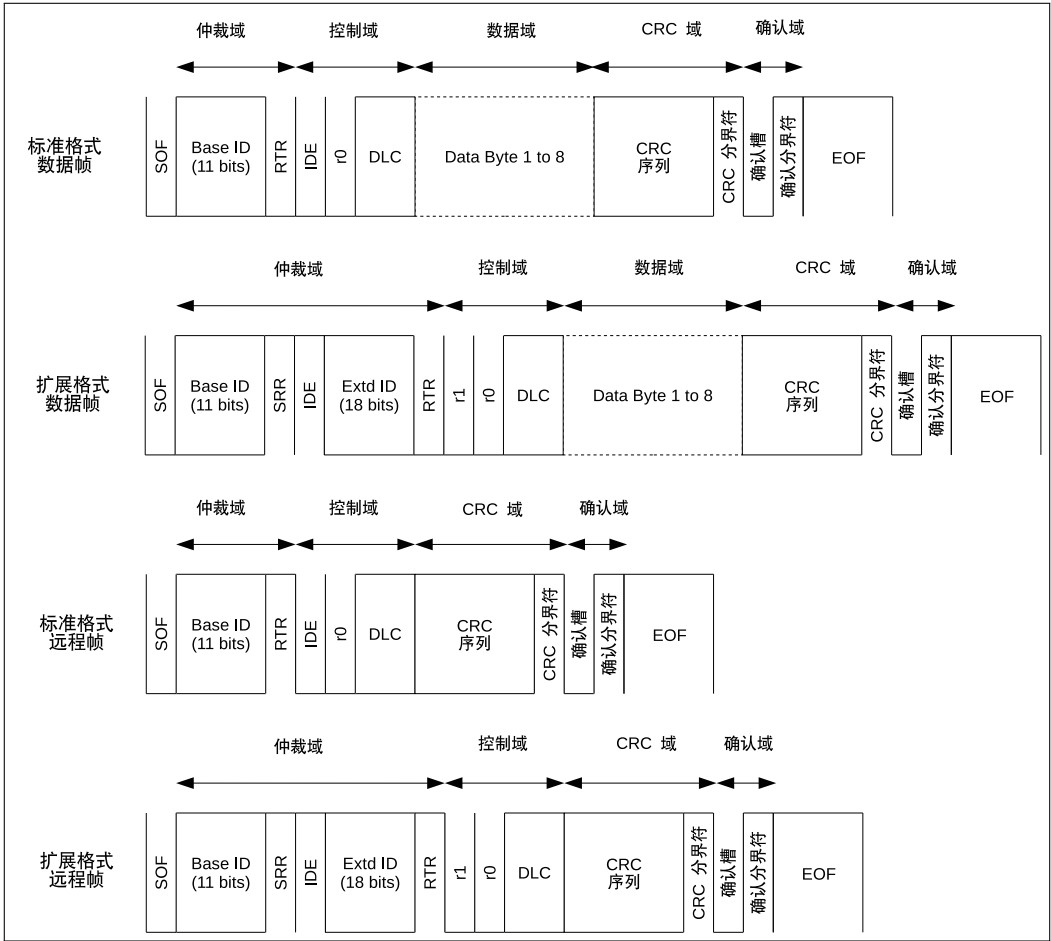 仲裁域 控制域 数据域 CRC 域 确认域
标准格式
数据帧
SOF
Base ID
(11 bits)
RTR
IDE
r0
DLC
Data Byte 1 to 8
CRC
序列
CRC 分界符
确认槽
确认分界符
EOF
仲裁域 控制域 数据域 CRC 域 确认域
扩展格式
数据帧
SOF
Base ID
(11 bits)
SRR
IDE
Extd ID
(18 bits)
RTR
r1
r0
DLC
Data Byte 1 to 8
CRC
序列
CRC 分界符
确认槽
确认分界符
EOF
仲裁域 控制域 CRC 域 确认域
标准格式
远程帧
SOF
Base ID
(11 bits)
RTR
IDE
r0
DLC
CRC
序列
CRC 分界符
确认槽
确认分界符
EOF
仲裁域 控制域 CRC 域 确认域
扩展格式
远程帧
SOF
Base ID
(11 bits)
SRR
IDE
Extd ID
(18 bits)
RTR
r1
r0
DLC
CRC
序列
CRC 分界符
确认槽
确认分界符
EOF